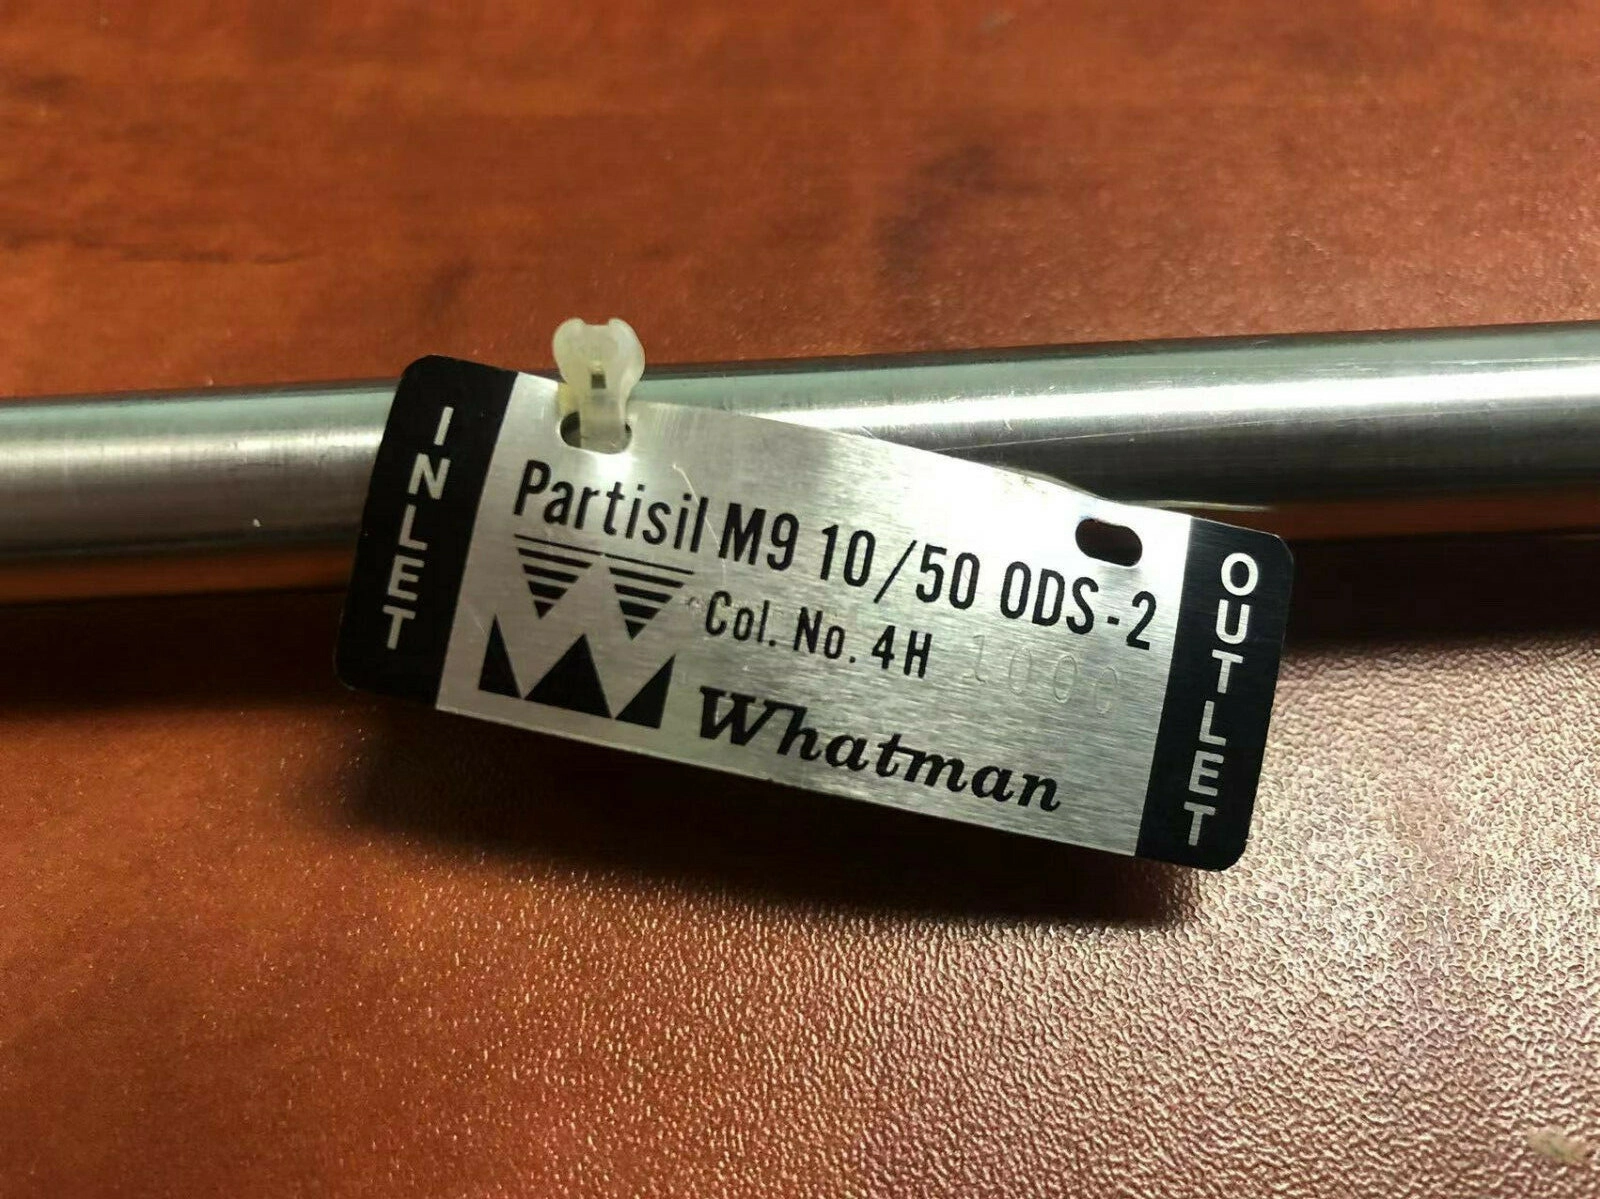 INLET
Partisil M9 10/50 ODS-2
Col. No. 4H
Whatman
OUTLET